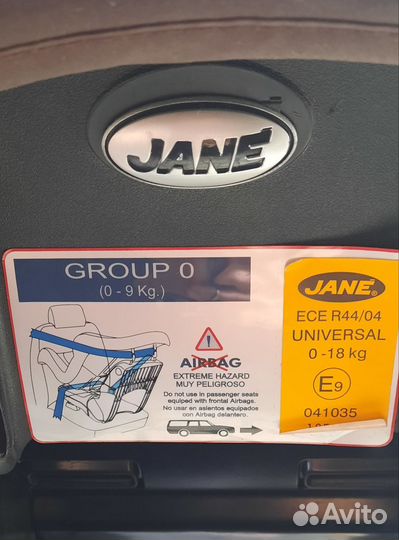 JANÉ
GROUP 0
(0 - 9 Kg.)
AIRBAG
EXTREME HAZARD
MUY PELIGROSO
Do not use in passenger seats
equiped with frontal Airbags.
No usar en asientos equipados
con Airbag delantero.
JANÉ
ECE R44/04
UNIVERSAL
0 -18 kg
E9
041035
Avito